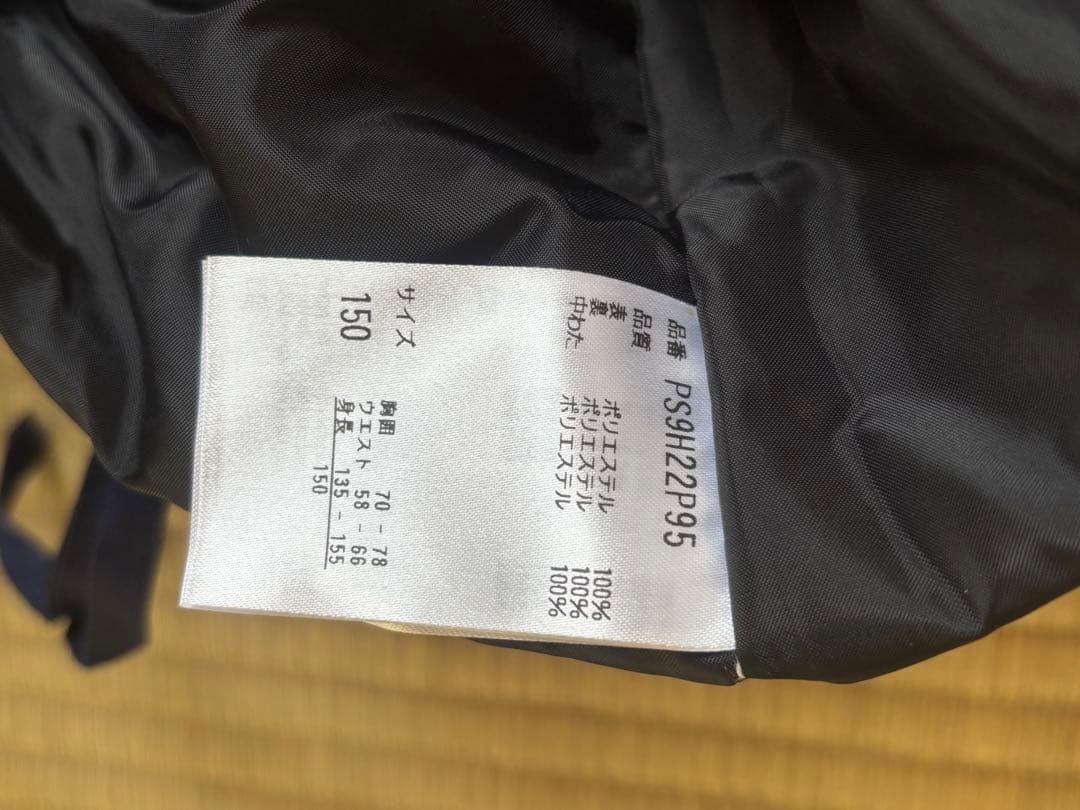 品番 PS9H22P95
品質
表 ポリエステル 100%
裏 ポリエステル 100%
中わた ポリエステル 100%
サイズ
150
胸囲 70 - 78
ウエスト 58 - 66
身長 135 - 155
150